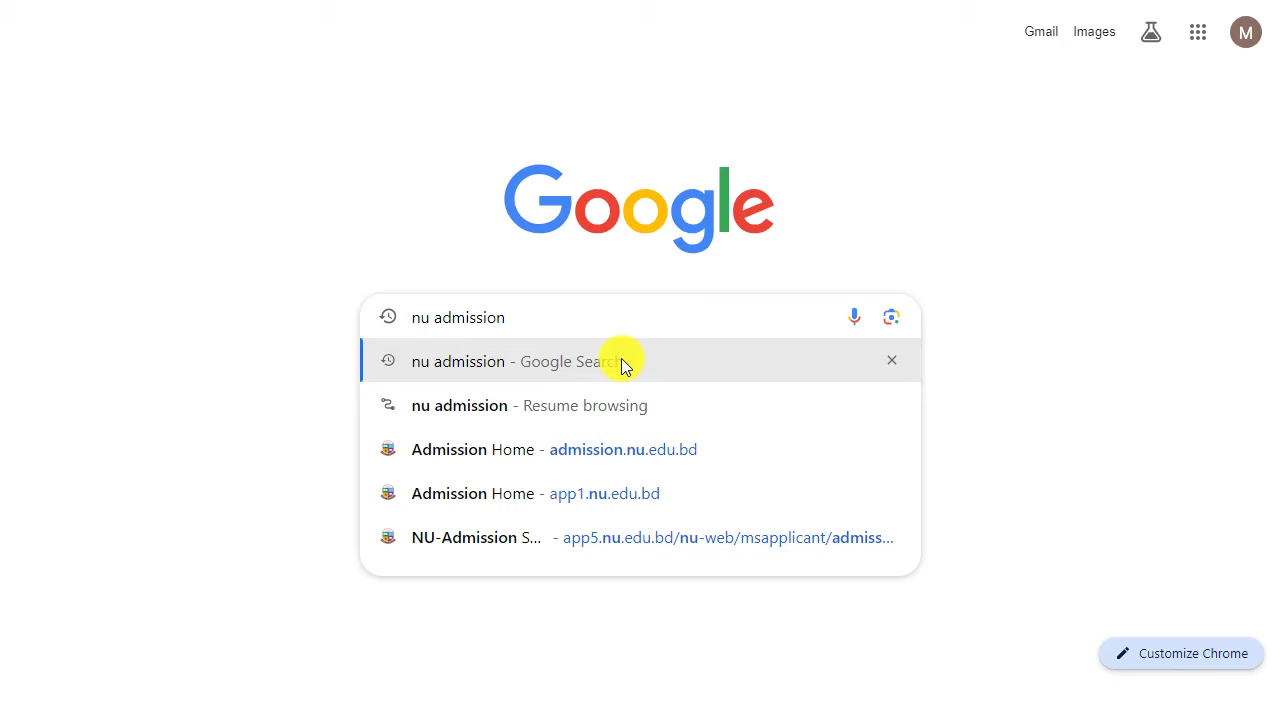 Gmail Images M
Google
nu admission
nu admission - Google Search
nu admission - Resume browsing
Admission Home - admission.nu.edu.bd
Admission Home - app1.nu.edu.bd
NU-Admission S... - app5.nu.edu.bd/nu-web/msapplicant/admiss...
Customize Chrome